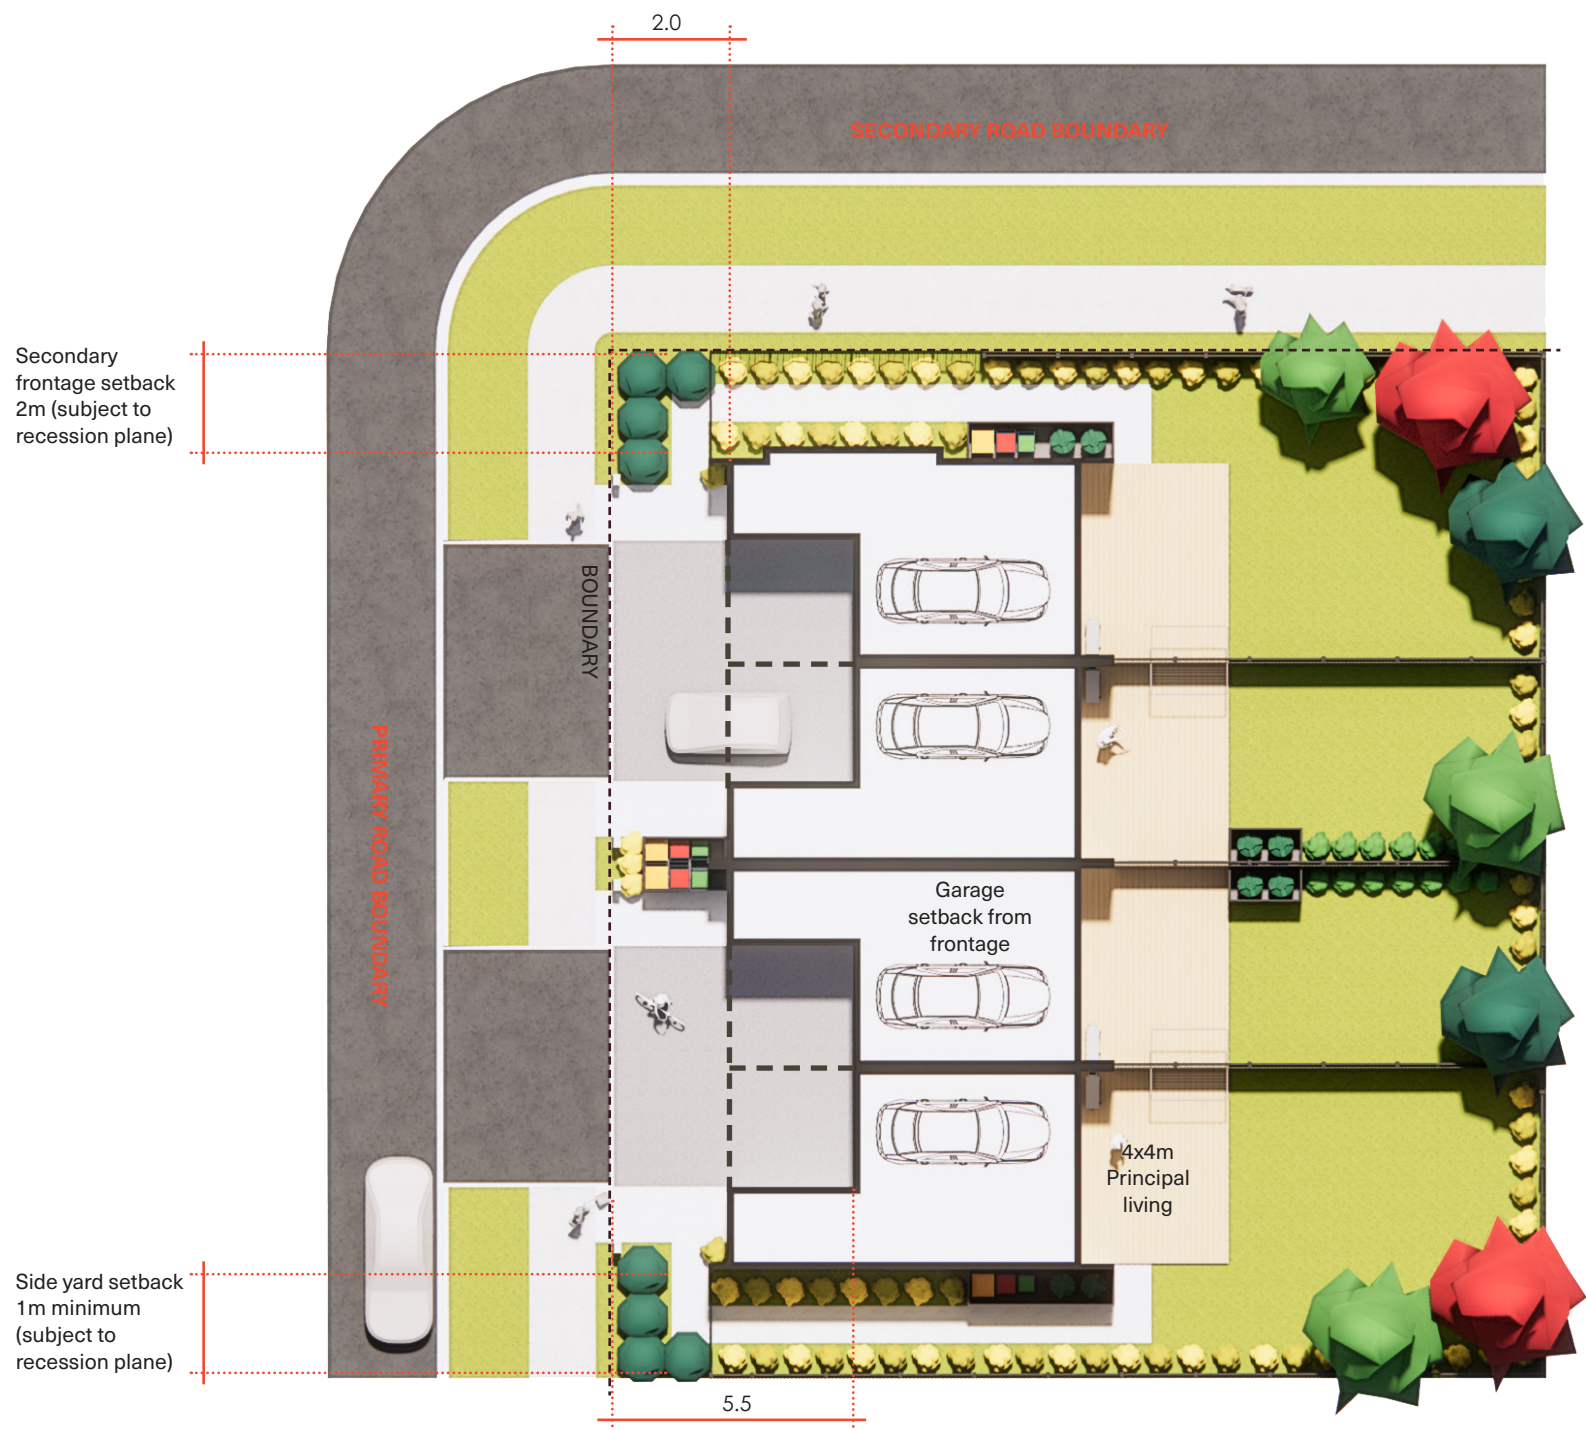 2.0
SECONDARY ROAD BOUNDARY
Secondary
frontage setback
2m (subject to
recession plane)
BOUNDARY
PRIMARY ROAD BOUNDARY
Garage
setback from
frontage
4x4m
Principal
living
Side yard setback
1m minimum
(subject to
recession plane)
5.5